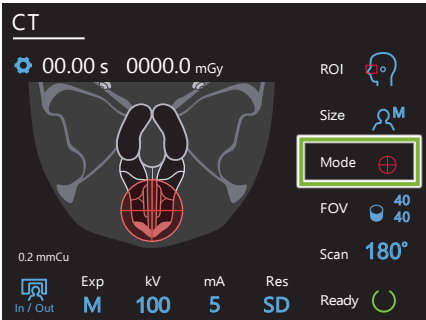 CT
00.00 s 0000.0 mGy
ROI
Size M
Mode
FOV 40
40
0.2 mmCu
Scan 180°
Exp kV mA Res
In / Out M 100 5 SD
Ready